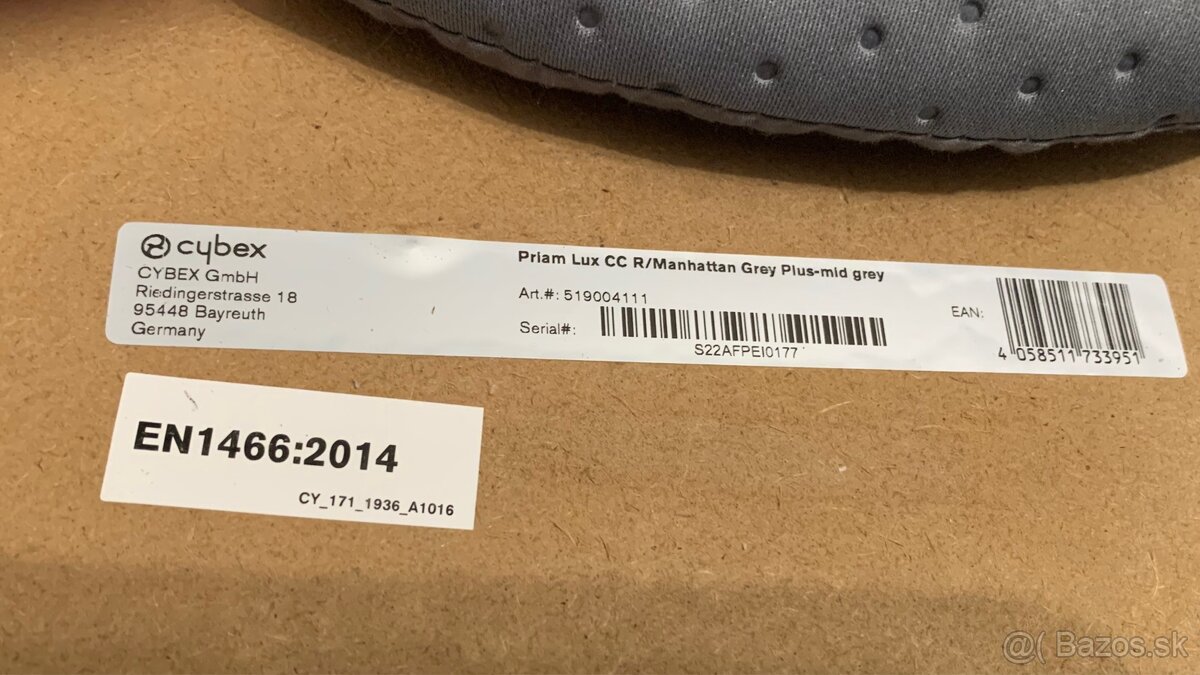 cybex
CYBEX GmbH
Riedingerstrasse 18
95448 Bayreuth
Germany
Priam Lux CC R/Manhattan Grey Plus-mid grey
Art.#: 519004111
Serial#:
S22AFPEI0177
EAN:
4 058511 733951
EN1466:2014
CY_171_1936_A1016
@( Bazos.sk